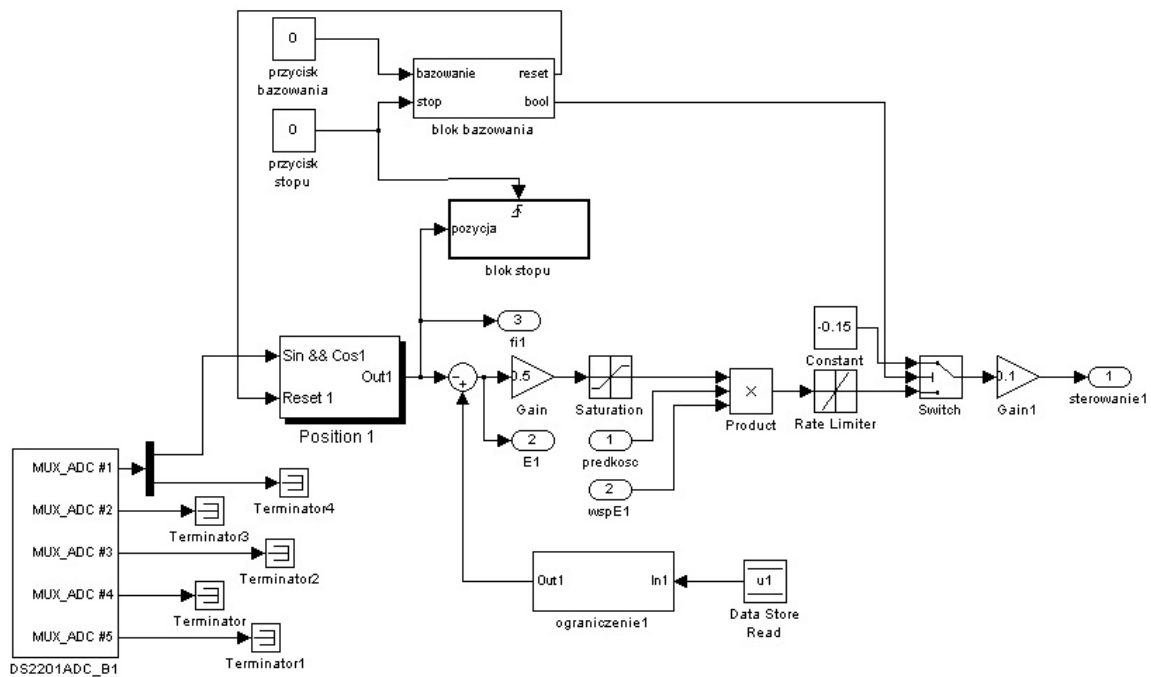 0
przycisk
bazowania
bazowanie
reset
stop
bool
blok bazowania
0
przycisk
stopu
pozycja
blok stopu
3
fi1
Sin && Cos1
Out1
Reset 1
Position 1
-
+
0.5
Gain
Saturation
2
E1
1
predkosc
2
wspE1
×
Product
Rate Limiter
-0.15
Constant
Switch
0.1
Gain1
1
sterowanie1
MUX_ADC #1
MUX_ADC #2
MUX_ADC #3
MUX_ADC #4
MUX_ADC #5
DS2201ADC_B1
Terminator4
Terminator3
Terminator2
Terminator
Terminator1
Out1
In1
ograniczenie1
u1
Data Store
Read